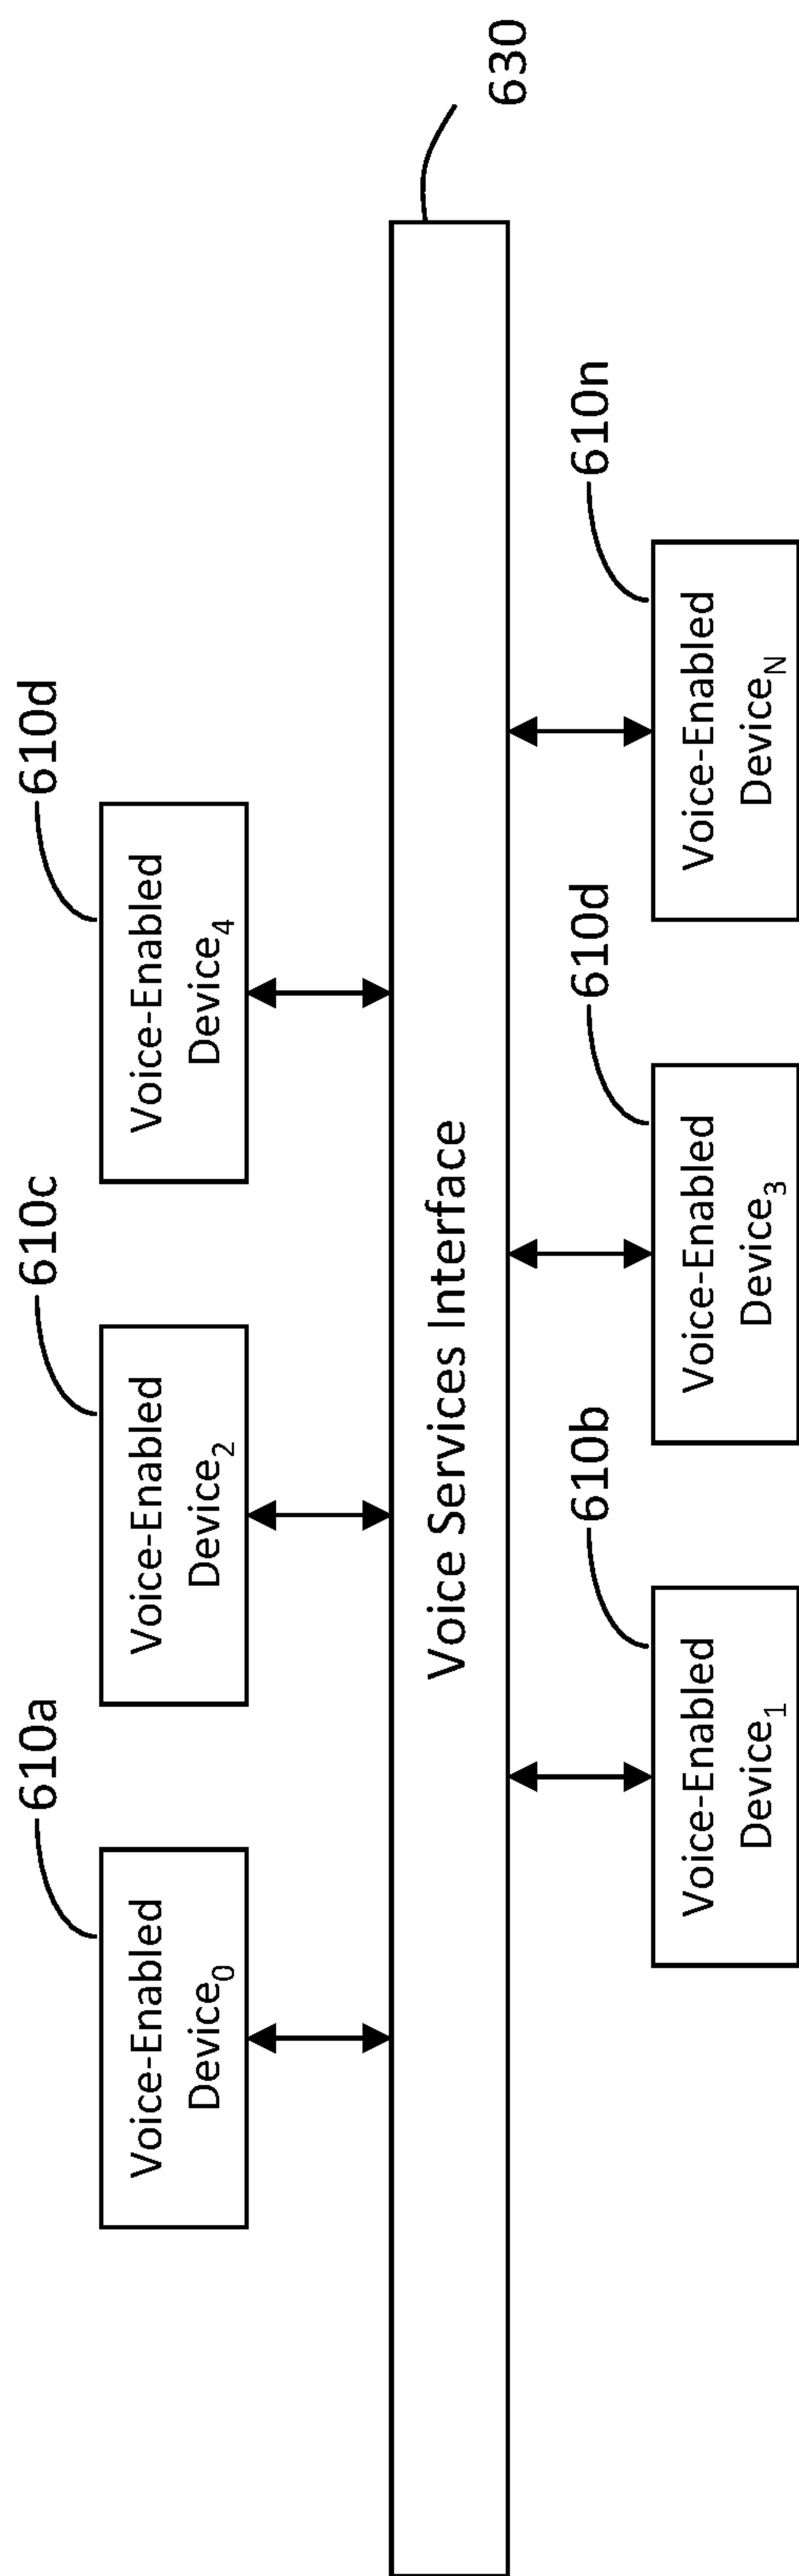 610a
Voice-Enabled
Device₀
610c
Voice-Enabled
Device₂
610d
Voice-Enabled
Device₄
630
Voice Services Interface
610b
Voice-Enabled
Device₁
610d
Voice-Enabled
Device₃
610n
Voice-Enabled
Device_N